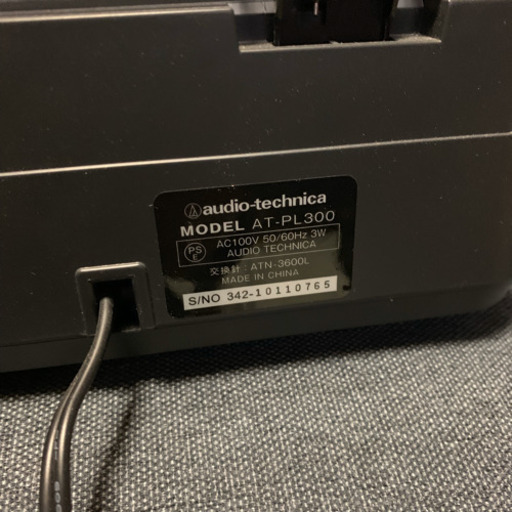 audio-technica
MODEL AT-PL300
PS E
AC100V 50/60Hz 3W
AUDIO TECHNICA
交換針：ATN-3600L
MADE IN CHINA
S/NO 342-10110765